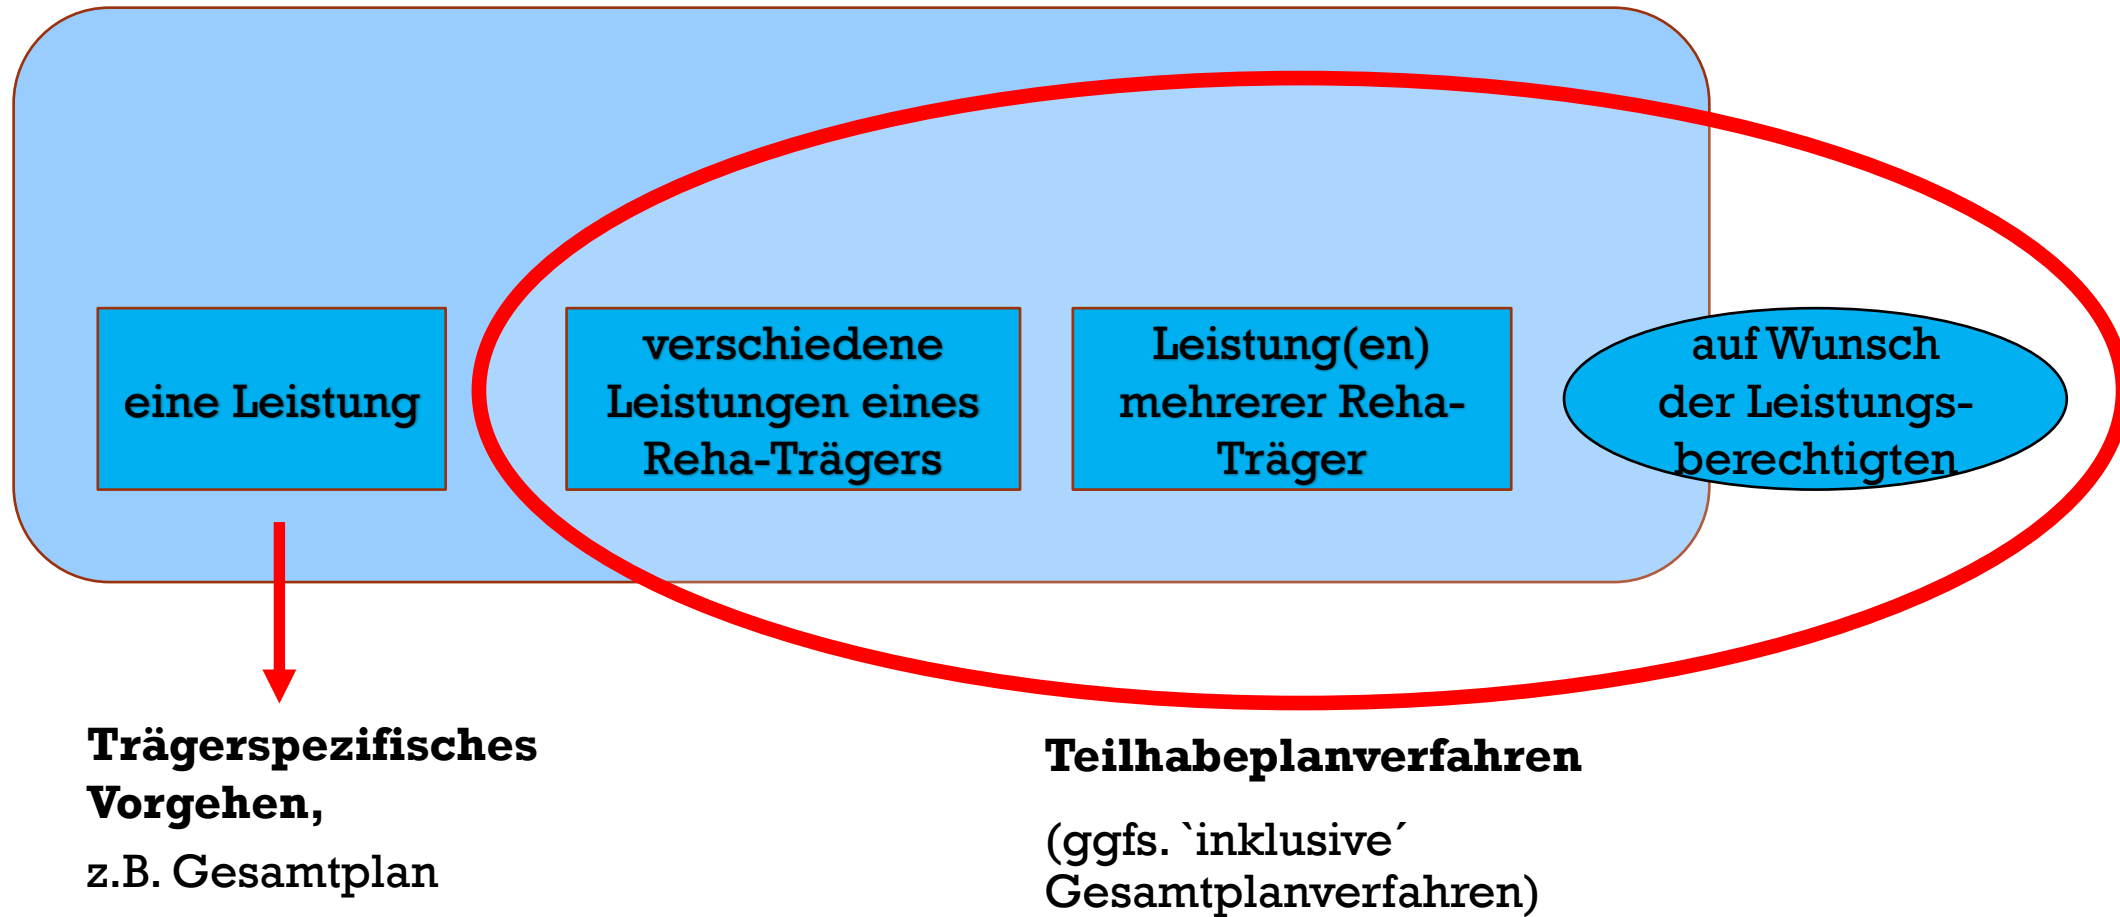 eine Leistung
verschiedene
Leistungen eines
Reha-Trägers
Leistung(en)
mehrerer Reha-
Träger
auf Wunsch
der Leistungs-
berechtigten
Trägerspezifisches
Vorgehen,
z.B. Gesamtplan
Teilhabeplanverfahren
(ggfs. `inklusive´
Gesamtplanverfahren)